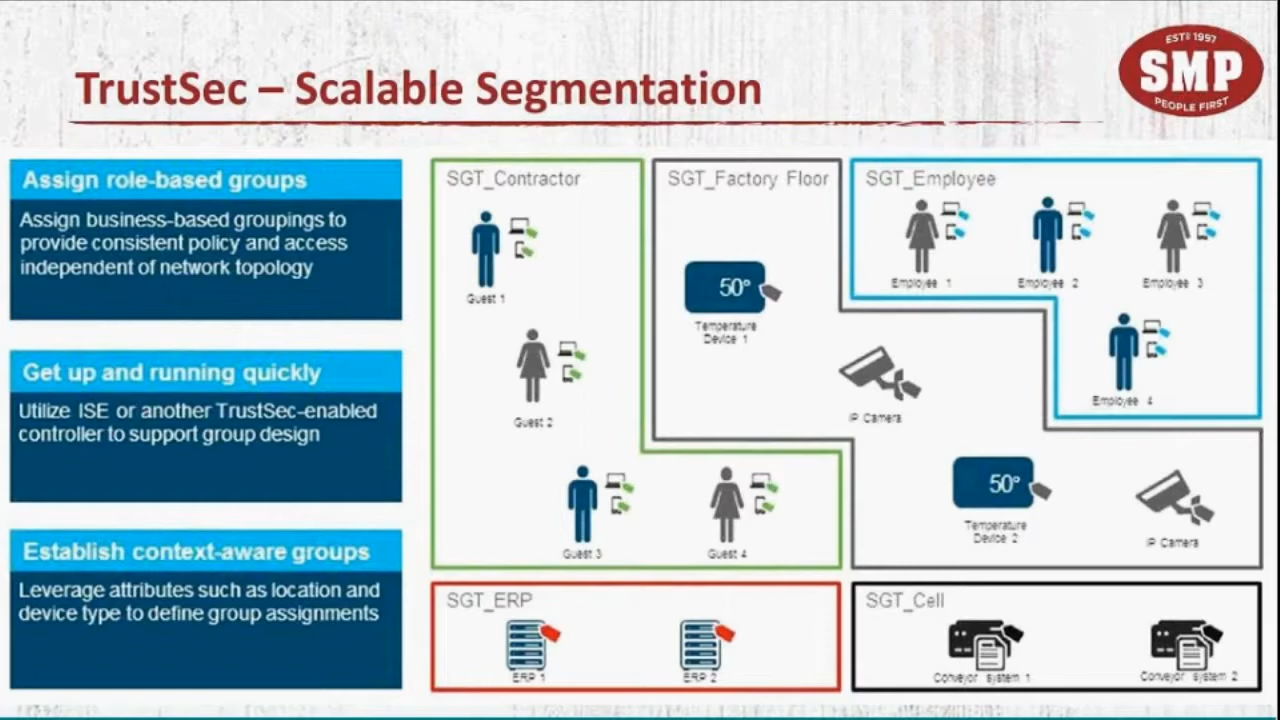 TrustSec – Scalable Segmentation
ESTD 1997
SMP
PEOPLE FIRST
Assign role-based groups
Assign business-based groupings to
provide consistent policy and access
independent of network topology
Get up and running quickly
Utilize ISE or another TrustSec-enabled
controller to support group design
Establish context-aware groups
Leverage attributes such as location and
device type to define group assignments
SGT_Contractor
Guest 1
Guest 2
Guest 3
Guest 4
SGT_Factory Floor
50°
Temperature
Device 1
IP Camera
50°
Temperature
Device 2
IP Camera
SGT_Employee
Employee 1
Employee 2
Employee 3
Employee 4
SGT_ERP
ERP 1
ERP 2
SGT_Cell
Conveyor system 1
Conveyor system 2